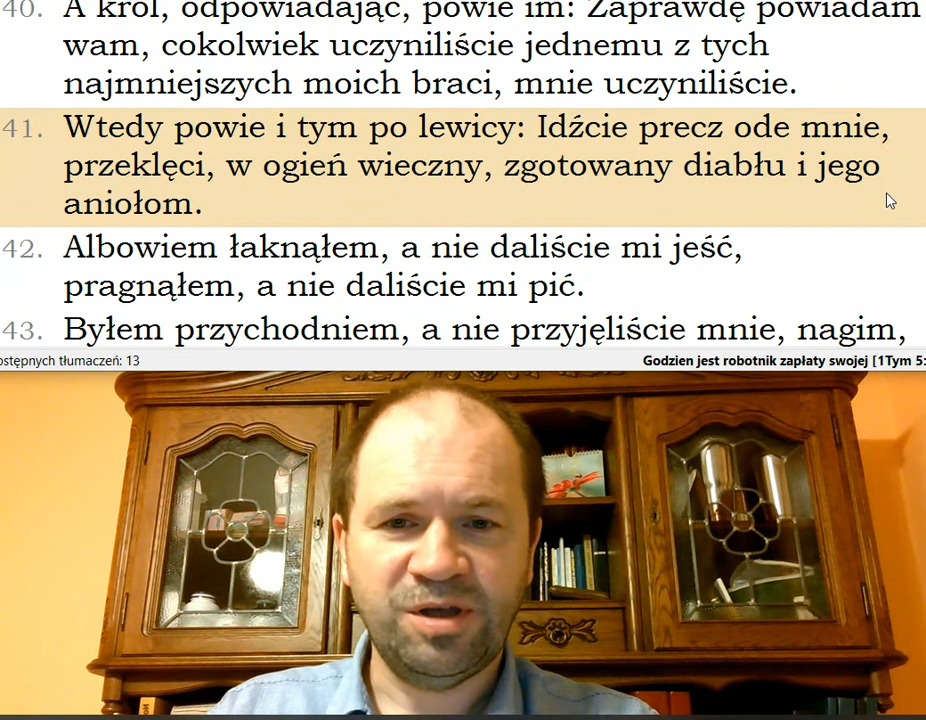 40. A król, odpowiadając, powie im: Zaprawdę powiadam
wam, cokolwiek uczyniliście jednemu z tych
najmniejszych moich braci, mnie uczyniliście.
41. Wtedy powie i tym po lewicy: Idźcie precz ode mnie,
przeklęci, w ogień wieczny, zgotowany diabłu i jego
aniołom.
42. Albowiem łaknąłem, a nie daliście mi jeść,
pragnąłem, a nie daliście mi pić.
43. Byłem przychodniem, a nie przyjęliście mnie, nagim,
ostępnych tłumaczeń: 13
Godzien jest robotnik zapłaty swojej [1Tym 5: